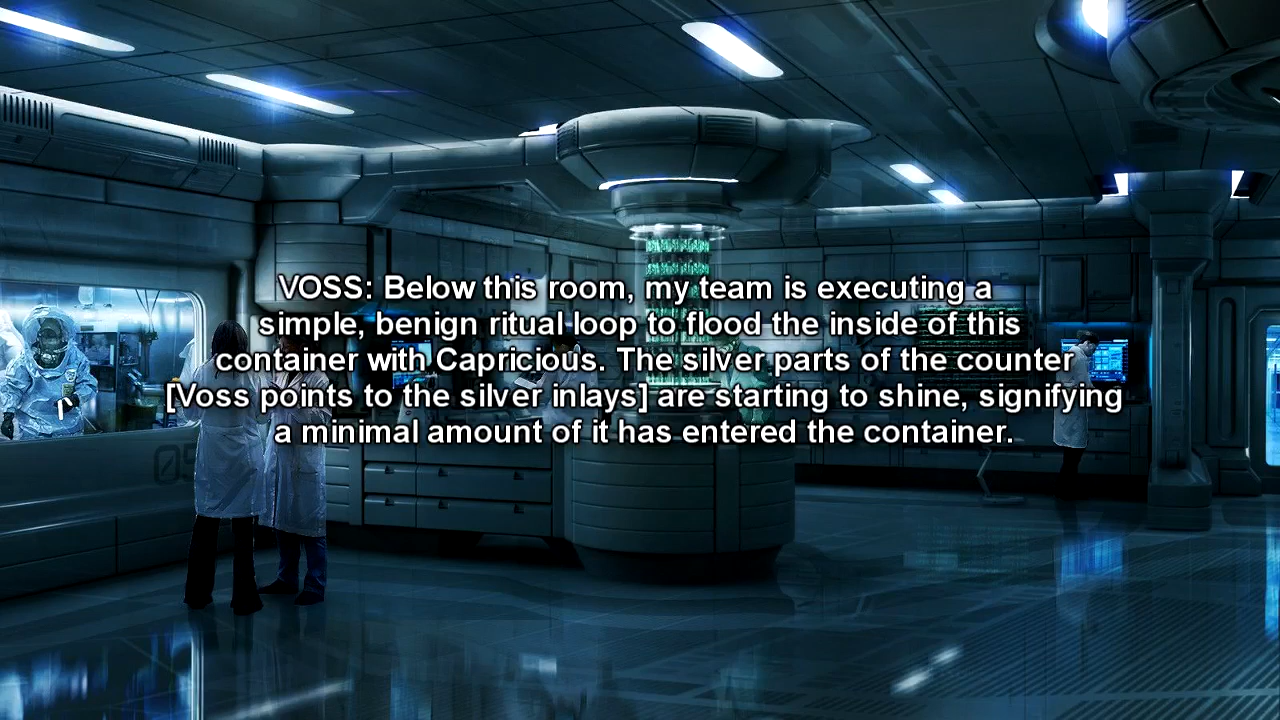 VOSS: Below this room, my team is executing a
simple, benign ritual loop to flood the inside of this
container with Capricious. The silver parts of the counter
[Voss points to the silver inlays] are starting to shine, signifying
a minimal amount of it has entered the container.